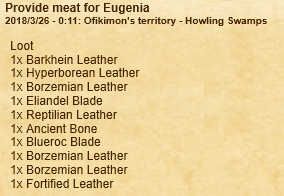 Provide meat for Eugenia
2018/3/26 - 0:11: Ofikimon's territory - Howling Swamps
Loot
1x Barkhein Leather
1x Hyperborean Leather
1x Borzemian Leather
1x Eliandel Blade
1x Reptilian Leather
1x Ancient Bone
1x Blueroc Blade
1x Borzemian Leather
1x Borzemian Leather
1x Fortified Leather